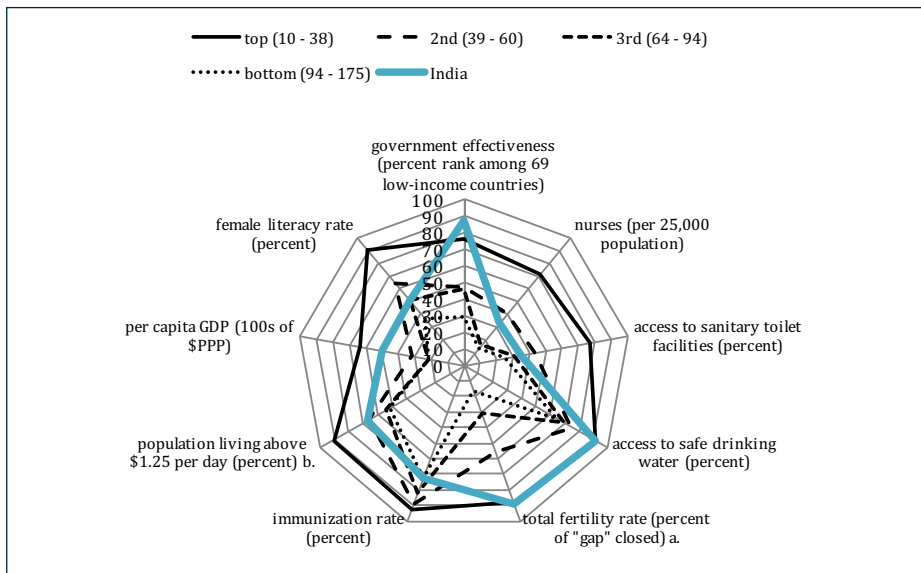 top (10 - 38)
2nd (39 - 60)
3rd (64 - 94)
bottom (94 - 175)
India
government effectiveness
(percent rank among 69
low-income countries)
nurses (per 25,000
population)
access to sanitary toilet
facilities (percent)
access to safe drinking
water (percent)
total fertility rate (percent
of "gap" closed) a.
immunization rate
(percent)
population living above
$1.25 per day (percent) b.
per capita GDP (100s of
$PPP)
female literacy rate
(percent)
100
90
80
70
60
50
40
30
20
10
0